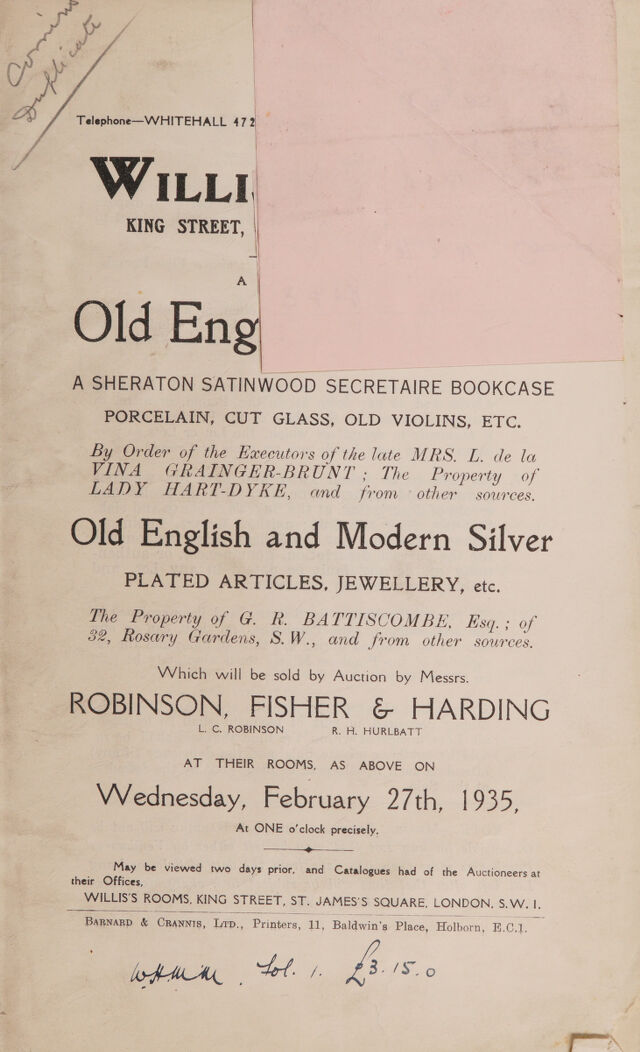 Duplicate
Telephone—WHITEHALL 472
WILLI
KING STREET,
A
Old Eng
A SHERATON SATINWOOD SECRETAIRE BOOKCASE
PORCELAIN, CUT GLASS, OLD VIOLINS, ETC.
By Order of the Executors of the late MRS. L. de la
VINA GRAINGER-BRUNT; The Property of
LADY HART-DYKE, and from other sources.
Old English and Modern Silver
PLATED ARTICLES, JEWELLERY, etc.
The Property of G. R. BATTISCOMBE, Esq.; of
32, Rosary Gardens, S.W., and from other sources.
Which will be sold by Auction by Messrs.
ROBINSON, FISHER & HARDING
L. C. ROBINSON R. H. HURLBATT
AT THEIR ROOMS, AS ABOVE ON
Wednesday, February 27th, 1935,
At ONE o'clock precisely.
May be viewed two days prior, and Catalogues had of the Auctioneers at
their Offices,
WILLIS'S ROOMS, KING STREET, ST. JAMES'S SQUARE, LONDON, S.W. 1.
BARNARD & CRANNIS, LTD., Printers, 11, Baldwin's Place, Holborn, E.C.1.
1. £3.15.0